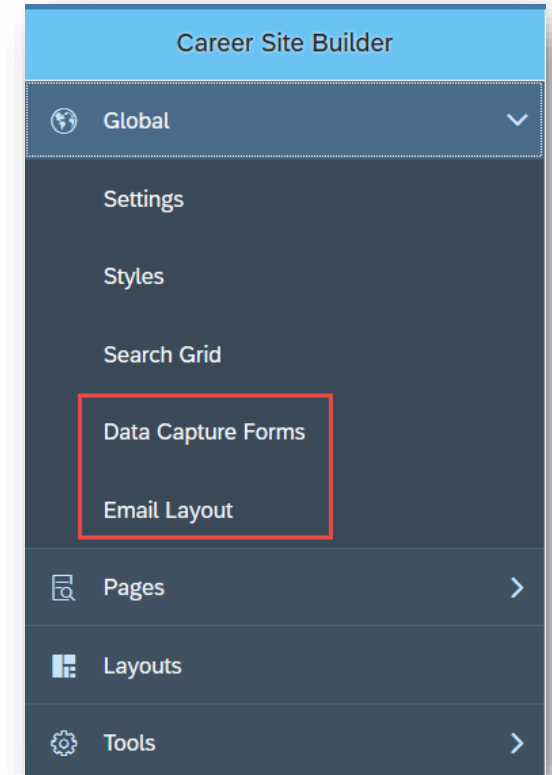 Career Site Builder
Global
Settings
Styles
Search Grid
Data Capture Forms
Email Layout
Pages
Layouts
Tools